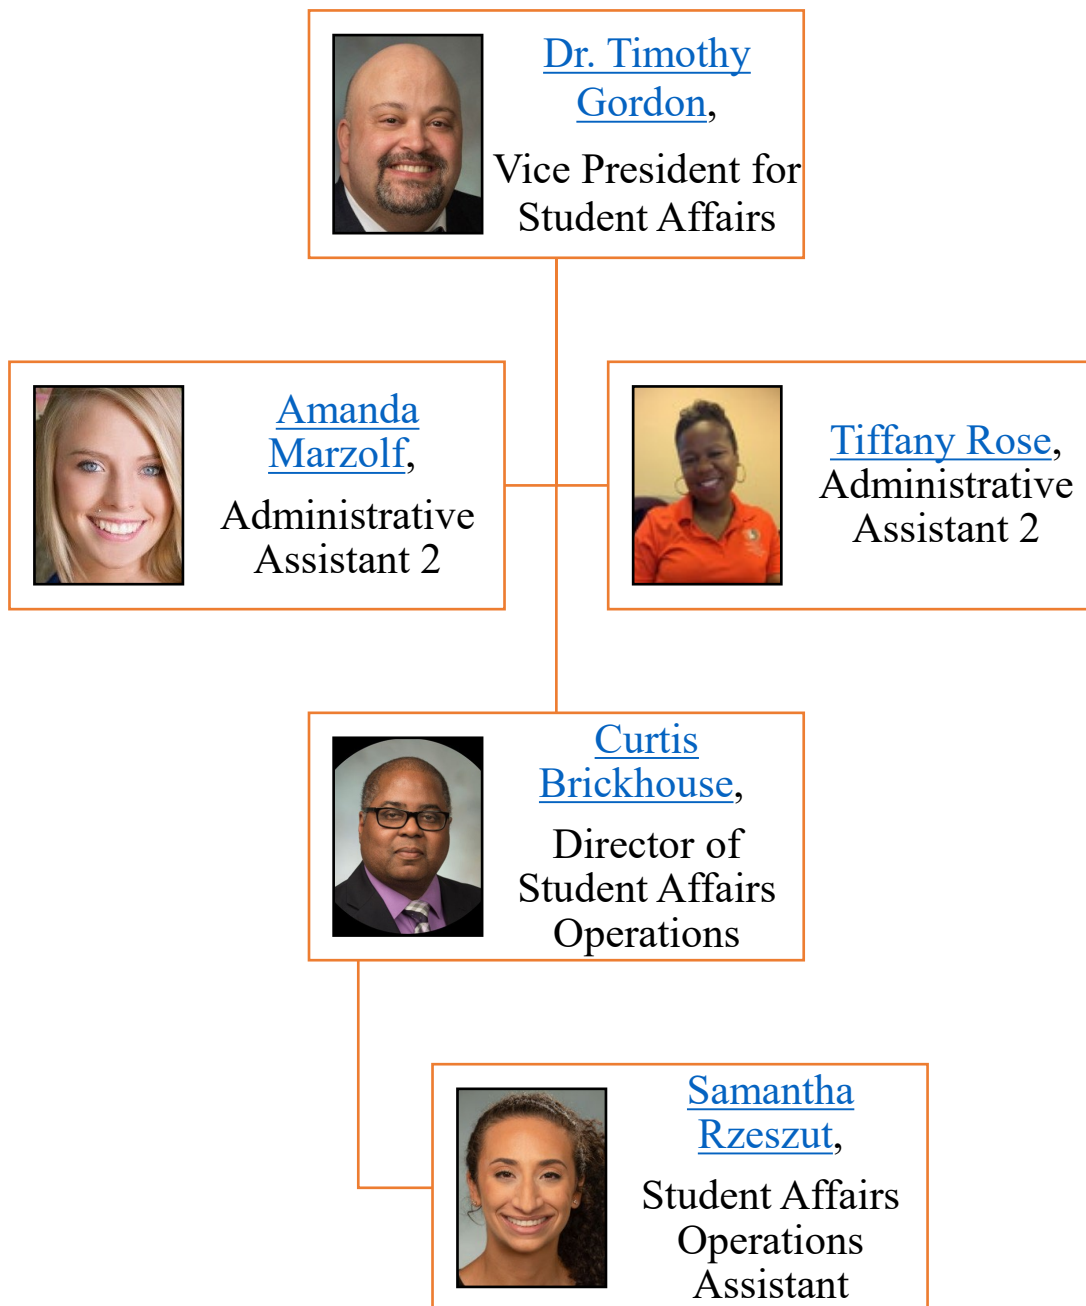 Dr. Timothy
Gordon,
Vice President for
Student Affairs
Amanda
Marzolf,
Administrative
Assistant 2
Tiffany Rose,
Administrative
Assistant 2
Curtis
Brickhouse,
Director of
Student Affairs
Operations
Samantha
Rzeszut,
Student Affairs
Operations
Assistant